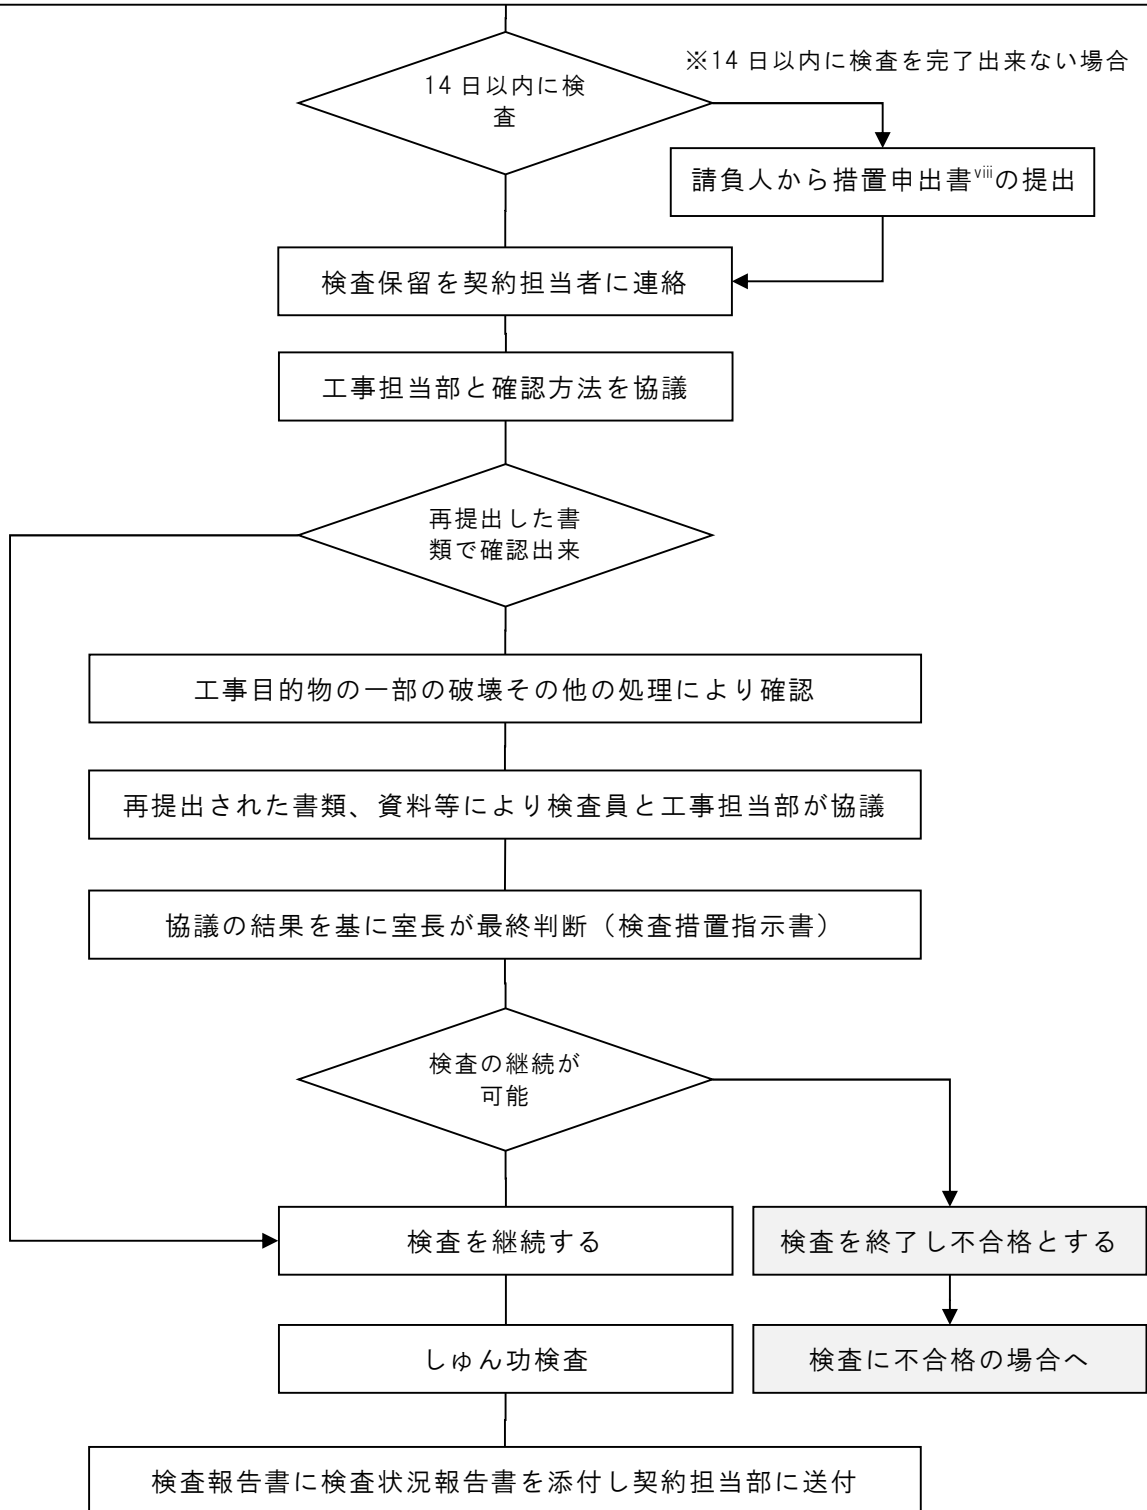 ※14 日以内に検査を完了出来ない場合
14 日以内に検
査
請負人から措置申出書viiiの提出
検査保留を契約担当者に連絡
工事担当部と確認方法を協議
再提出した書
類で確認出来
工事目的物の一部の破壊その他の処理により確認
再提出された書類、資料等により検査員と工事担当部が協議
協議の結果を基に室長が最終判断（検査措置指示書）
検査の継続が
可能
検査を継続する
検査を終了し不合格とする
しゅん功検査
検査に不合格の場合へ
検査報告書に検査状況報告書を添付し契約担当部に送付